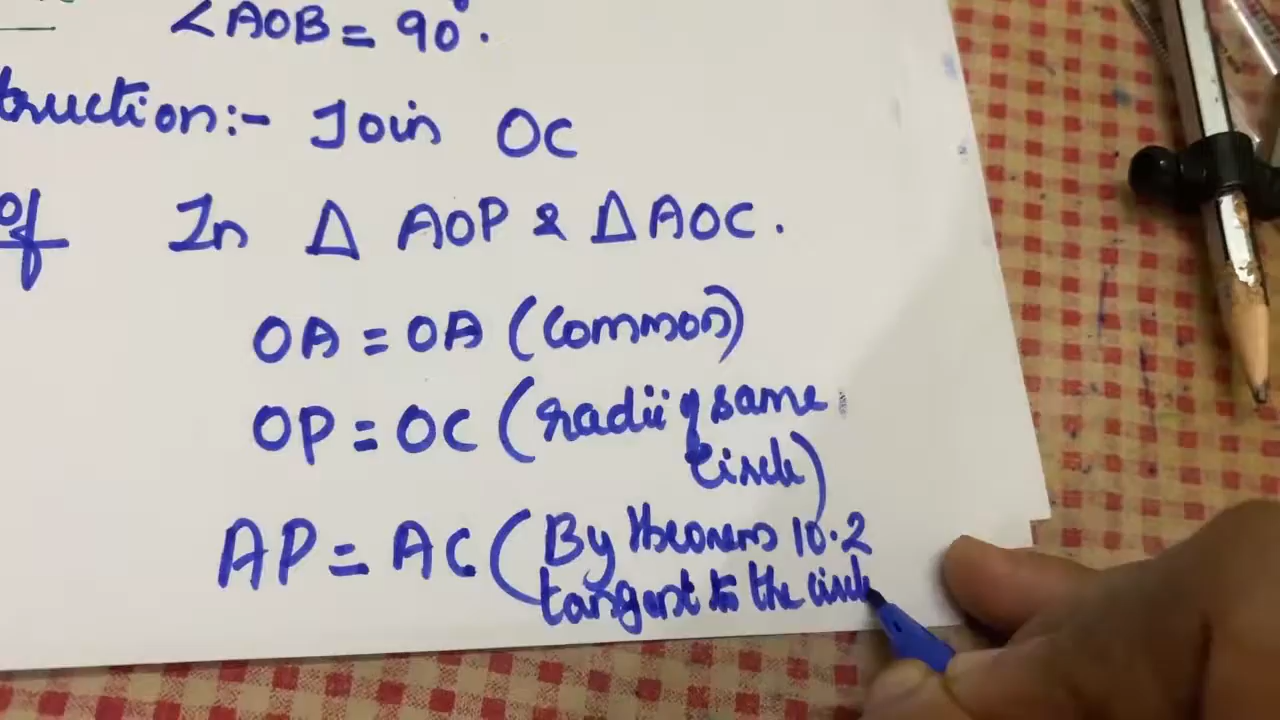 ∠AOB = 90°.
truction:- Join OC
of In Δ AOP & ΔAOC.
OA = OA (common)
OP = OC (radii of same
circle)
AP = AC (By theorem 10.2
tangent to the circle